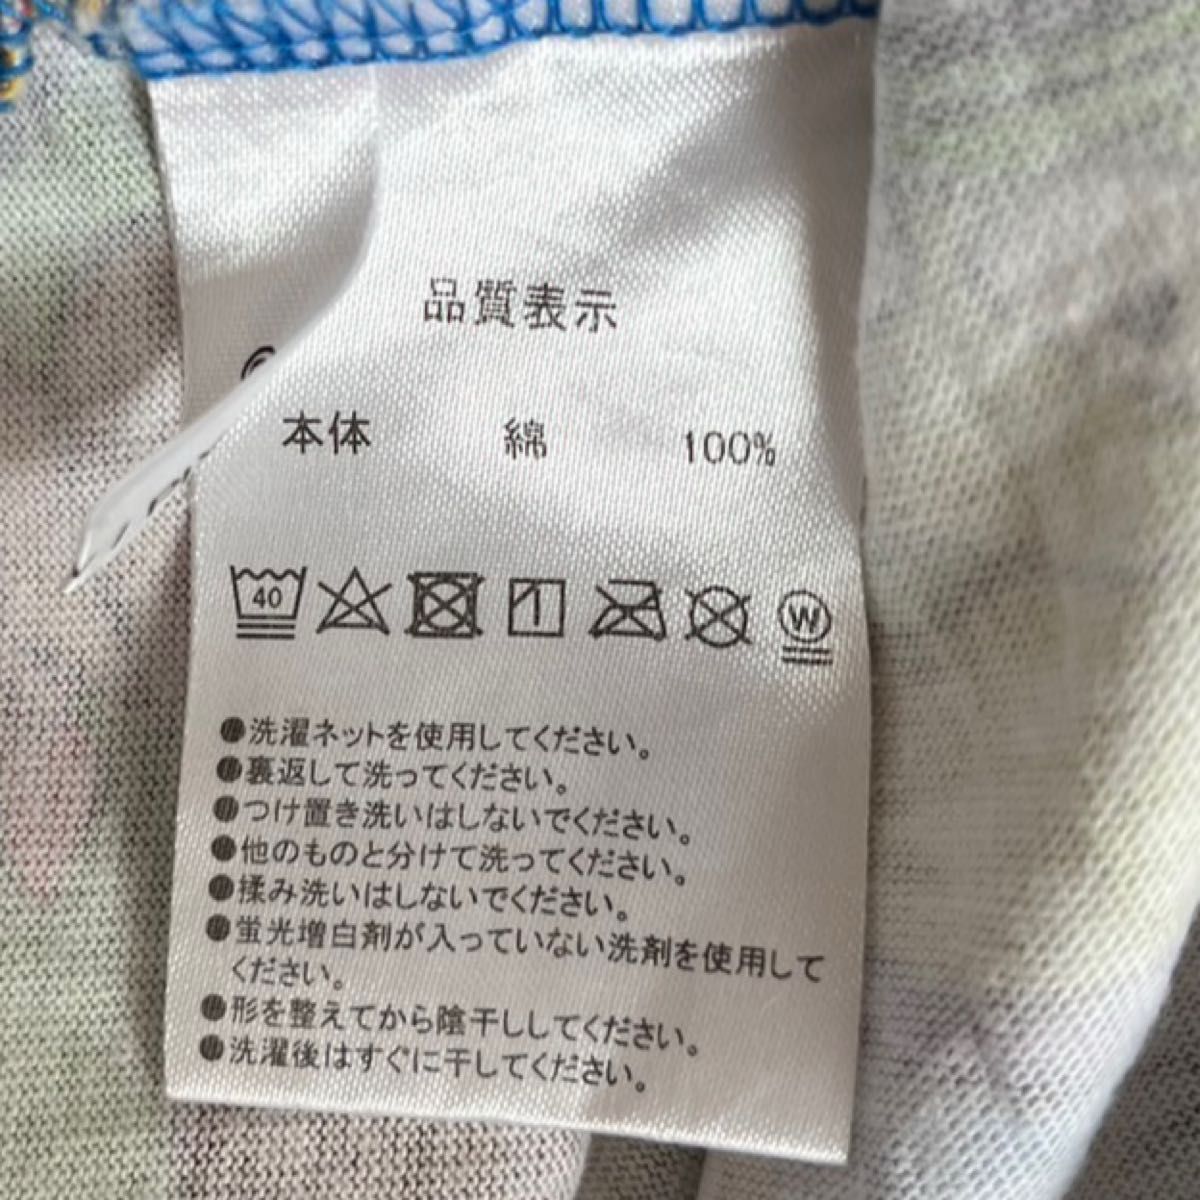 品質表示
本体 綿 100%
40 W
●洗濯ネットを使用してください。
●裏返して洗ってください。
●つけ置き洗いはしないでください。
●他のものと分けて洗ってください。
●揉み洗いはしないでください。
●蛍光増白剤が入っていない洗剤を使用して
ください。
●形を整えてから陰干ししてください。
●洗濯後はすぐに干してください。